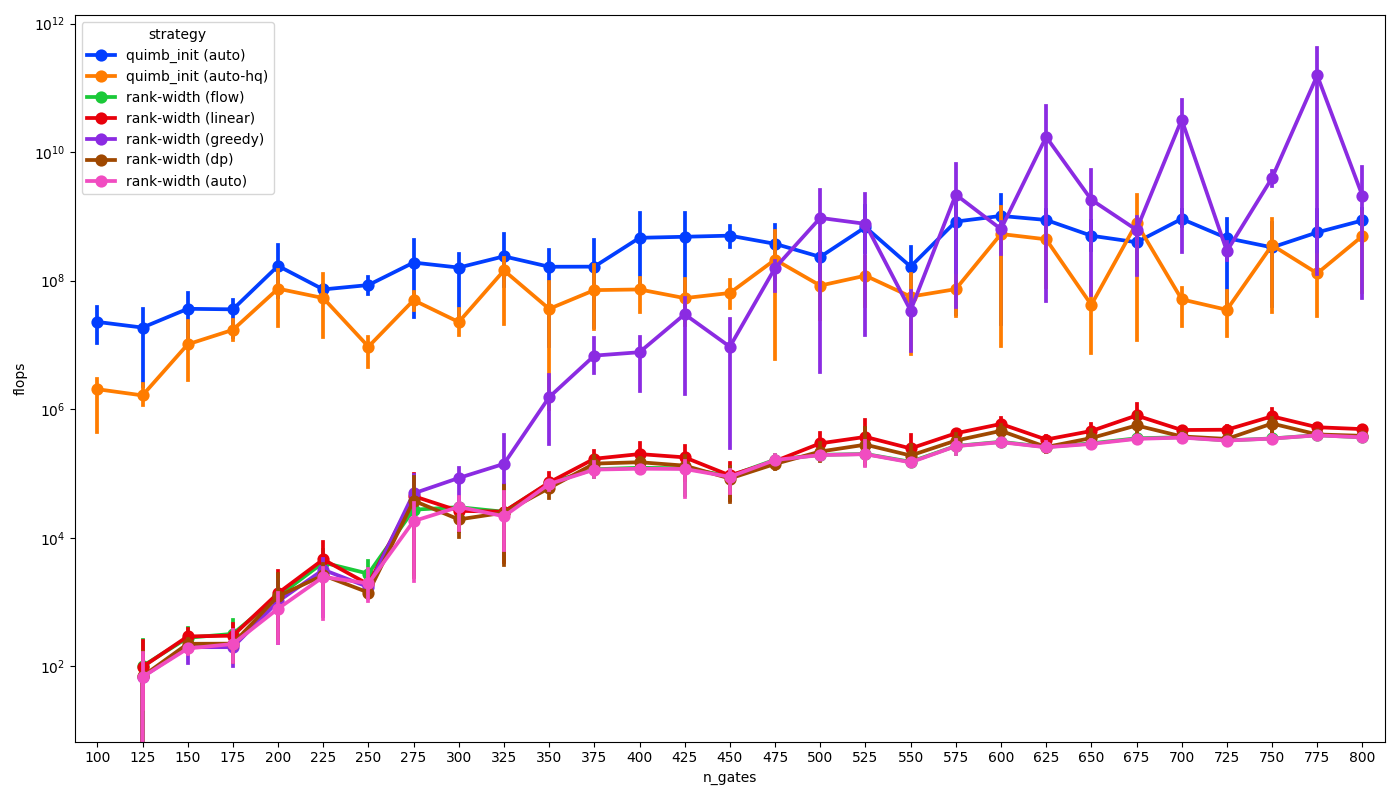 10^12
10^10
10^8
10^6
10^4
10^2
flops
strategy
quimb_init (auto)
quimb_init (auto-hq)
rank-width (flow)
rank-width (linear)
rank-width (greedy)
rank-width (dp)
rank-width (auto)
100 125 150 175 200 225 250 275 300 325 350 375 400 425 450 475 500 525 550 575 600 625 650 675 700 725 750 775 800
n_gates